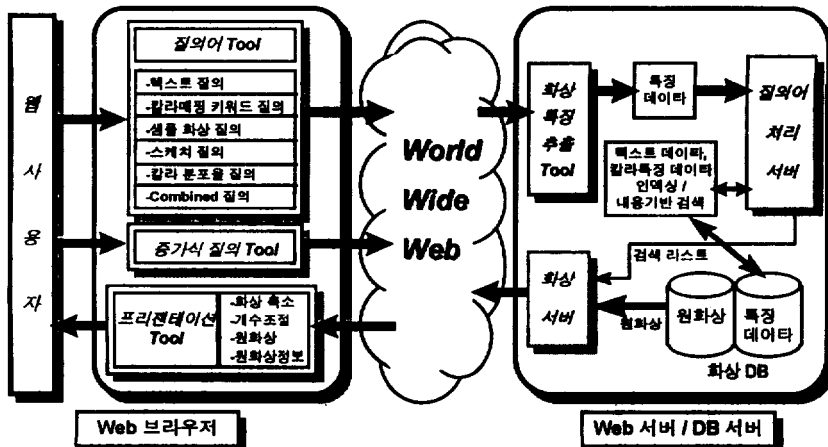 웹
사
용
자
질의어 Tool
-텍스트 질의
-칼라매핑 키워드 질의
-샘플 화상 질의
-스케치 질의
-칼라 분포율 질의
-Combined 질의
증가식 질의 Tool
프리젠테이션
Tool
-화상 축소
-개수조절
-원화상
-원화상정보
Web 브라우저
World
Wide
Web
화상
특징
추출
Tool
특징
데이타
질의어
처리
서버
텍스트 데이타,
칼라특징 데이타
인덱싱 /
내용기반 검색
검색 리스트
화상
서버
원화상
원화상
특징
데이타
화상 DB
Web 서버 / DB 서버